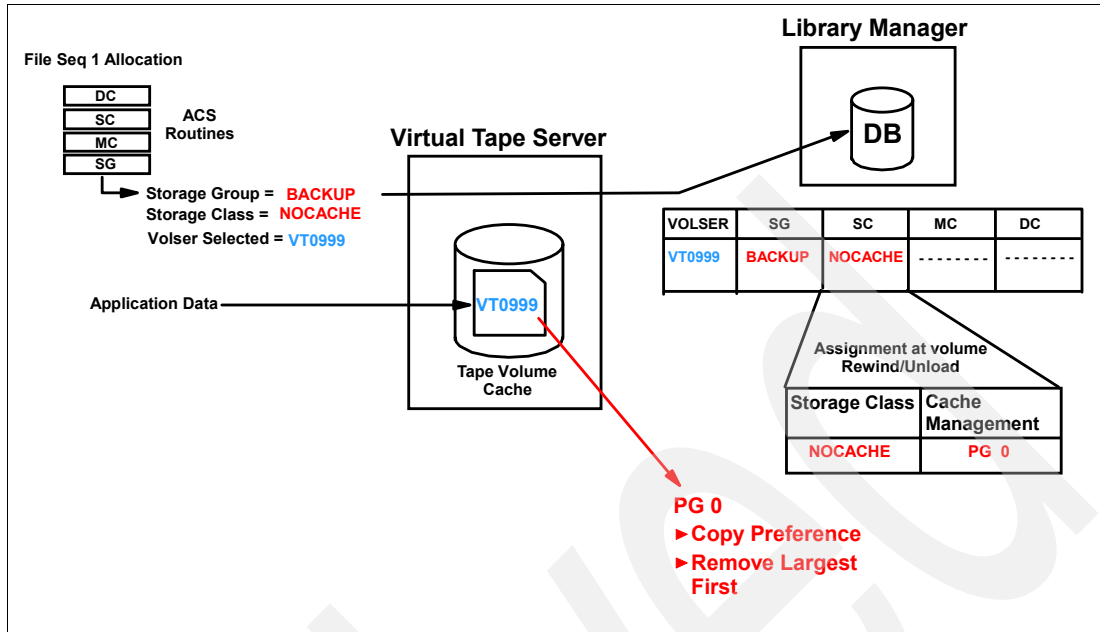 File Seq 1 Allocation
DC
SC
MC
SG
ACS
Routines
Storage Group = BACKUP
Storage Class = NOCACHE
Volser Selected = VT0999
Application Data
Virtual Tape Server
VT0999
Tape Volume
Cache
Library Manager
DB
VOLSER SG SC MC DC
VT0999 BACKUP NOCACHE -------- --------
Assignment at volume
Rewind/Unload
Storage Class Cache
Management
NOCACHE PG 0
PG 0
►Copy Preference
►Remove Largest
First